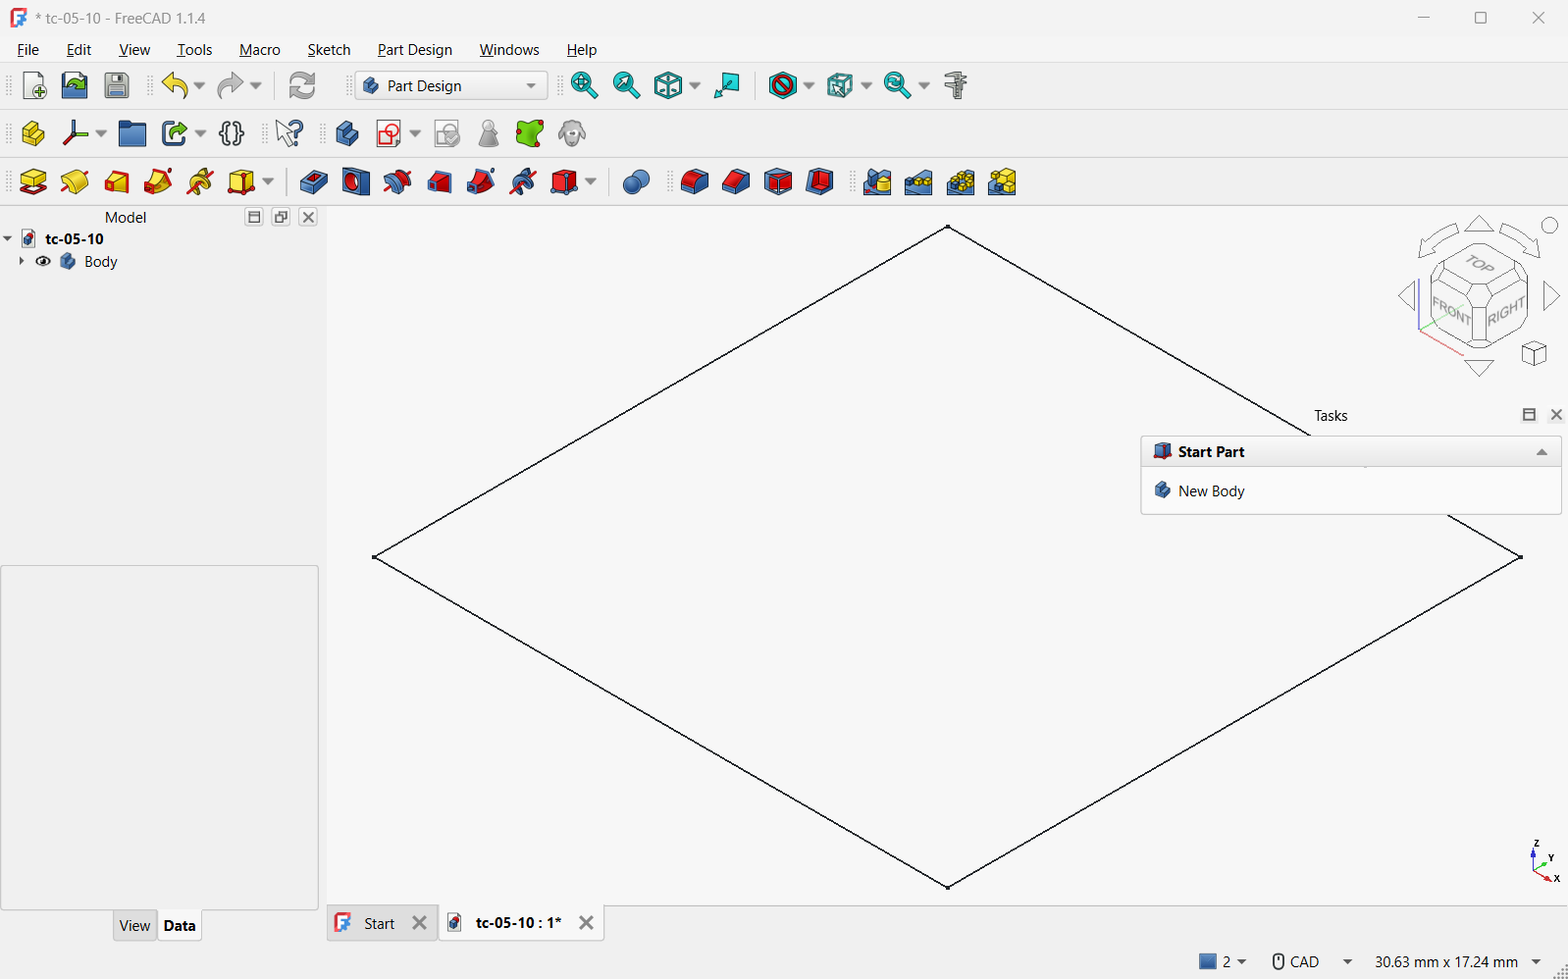 * tc-05-10 - FreeCAD 1.1.4
File Edit View Tools Macro Sketch Part Design Windows Help
Part Design
Model
tc-05-10
Body
TOP
FRONT
RIGHT
Tasks
Start Part
New Body
Z
Y
X
View Data
Start
tc-05-10 : 1*
2 CAD 30.63 mm x 17.24 mm